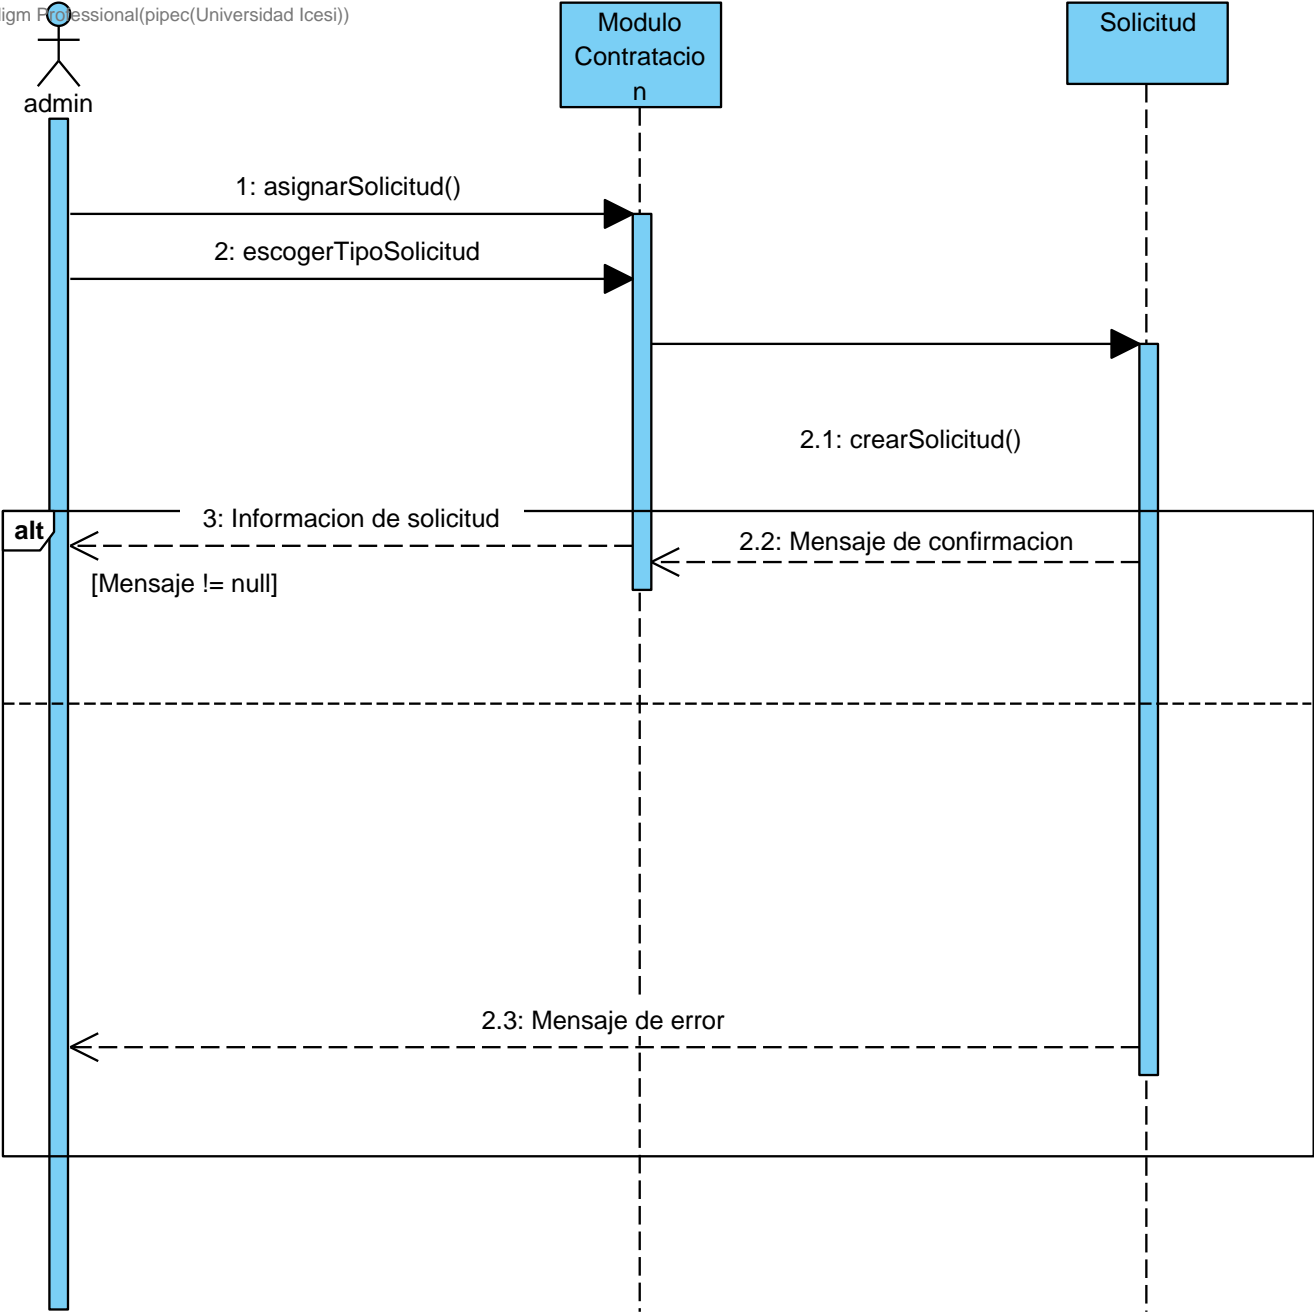 digm Professional(pipec(Universidad Icesi))
admin
Modulo
Contratacio
n
Solicitud
1: asignarSolicitud()
2: escogerTipoSolicitud
2.1: crearSolicitud()
alt
3: Informacion de solicitud
2.2: Mensaje de confirmacion
[Mensaje != null]
2.3: Mensaje de error